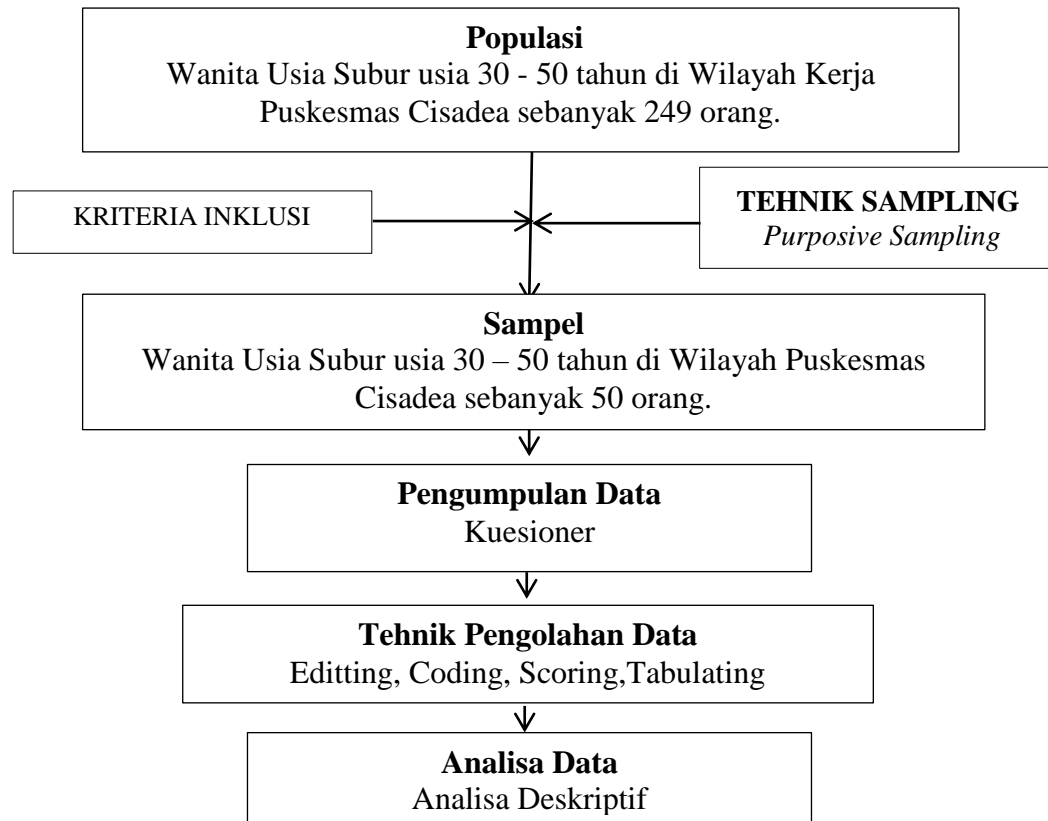 Populasi
Wanita Usia Subur usia 30 - 50 tahun di Wilayah Kerja
Puskesmas Cisadea sebanyak 249 orang.
KRITERIA INKLUSI
TEHNIK SAMPLING
Purposive Sampling
Sampel
Wanita Usia Subur usia 30 – 50 tahun di Wilayah Puskesmas
Cisadea sebanyak 50 orang.
Pengumpulan Data
Kuesioner
Tehnik Pengolahan Data
Editting, Coding, Scoring,Tabulating
Analisa Data
Analisa Deskriptif